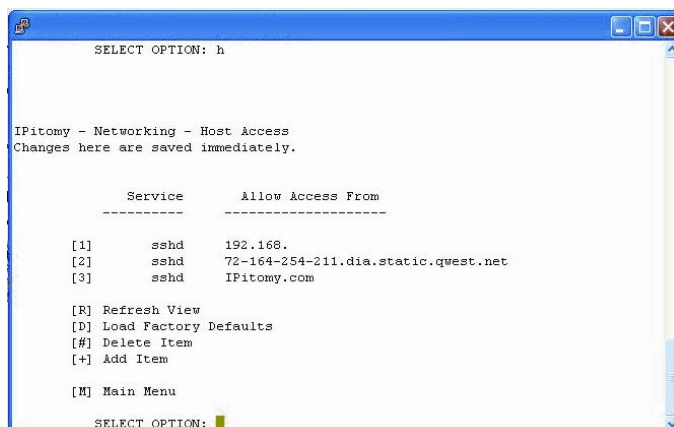 SELECT OPTION: h
IPitomy - Networking - Host Access
Changes here are saved immediately.
Service Allow Access From
---------- --------------------
[1] sshd 192.168.
[2] sshd 72-164-254-211.dia.static.qwest.net
[3] sshd IPitomy.com
[R] Refresh View
[D] Load Factory Defaults
[#] Delete Item
[+] Add Item
[M] Main Menu
SELECT OPTION: